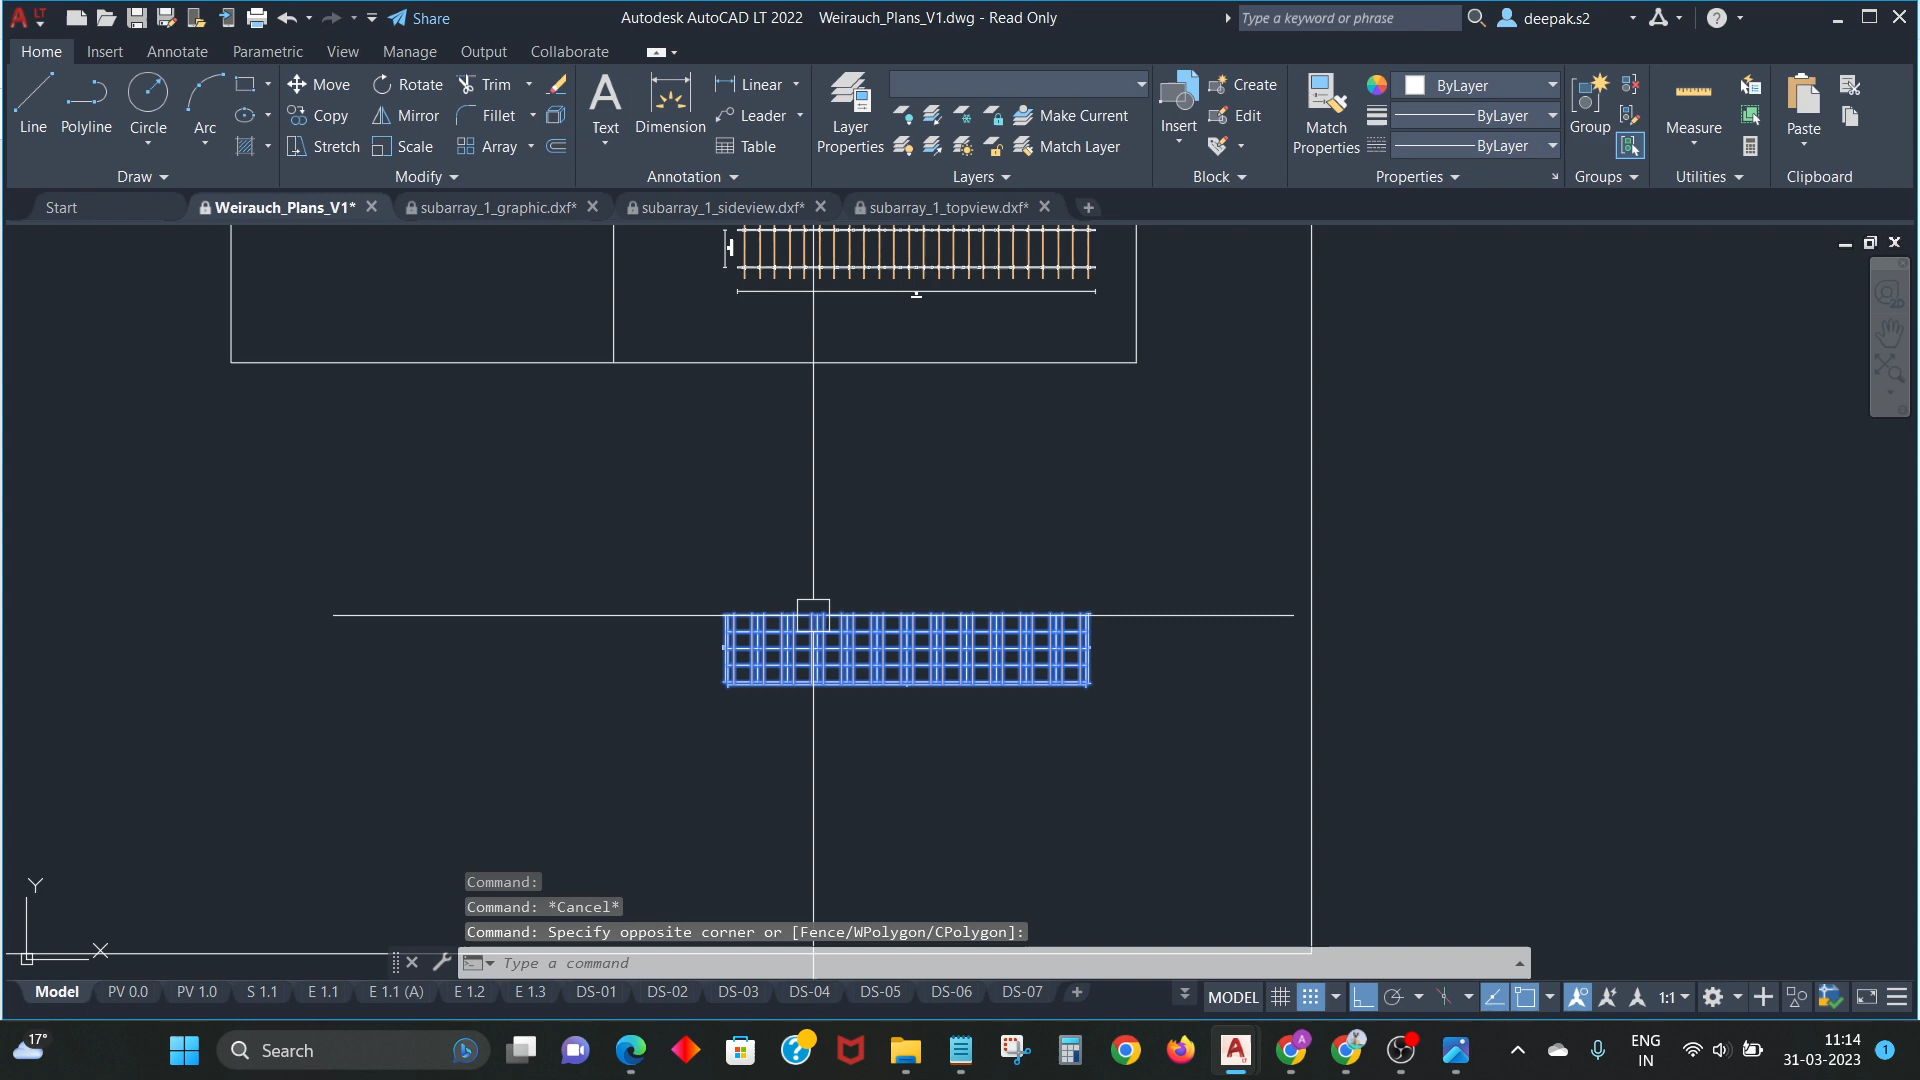 A LT
Share
Autodesk AutoCAD LT 2022 Weirauch_Plans_V1.dwg - Read Only
Type a keyword or phrase
deepak.s2
Home Insert Annotate Parametric View Manage Output Collaborate
Line Polyline Circle Arc
Draw
Move Rotate Trim
Copy Mirror Fillet
Stretch Scale Array
Modify
Text Dimension
Linear
Leader
Table
Annotation
Layer
Properties
Make Current
Match Layer
Layers
Insert
Create
Edit
Block
Match
Properties
ByLayer
ByLayer
ByLayer
Properties
Group
Groups
Measure
Utilities
Paste
Clipboard
Start
Weirauch_Plans_V1*
subarray_1_graphic.dxf*
subarray_1_sideview.dxf*
subarray_1_topview.dxf*
2D
Y
X
Command:
Command: *Cancel*
Command: Specify opposite corner or [Fence/WPolygon/CPolygon]:
Type a command
Model PV 0.0 PV 1.0 S 1.1 E 1.1 E 1.1 (A) E 1.2 E 1.3 DS-01 DS-02 DS-03 DS-04 DS-05 DS-06 DS-07
MODEL
1:1
17°
Search
ENG
IN
11:14
31-03-2023
1